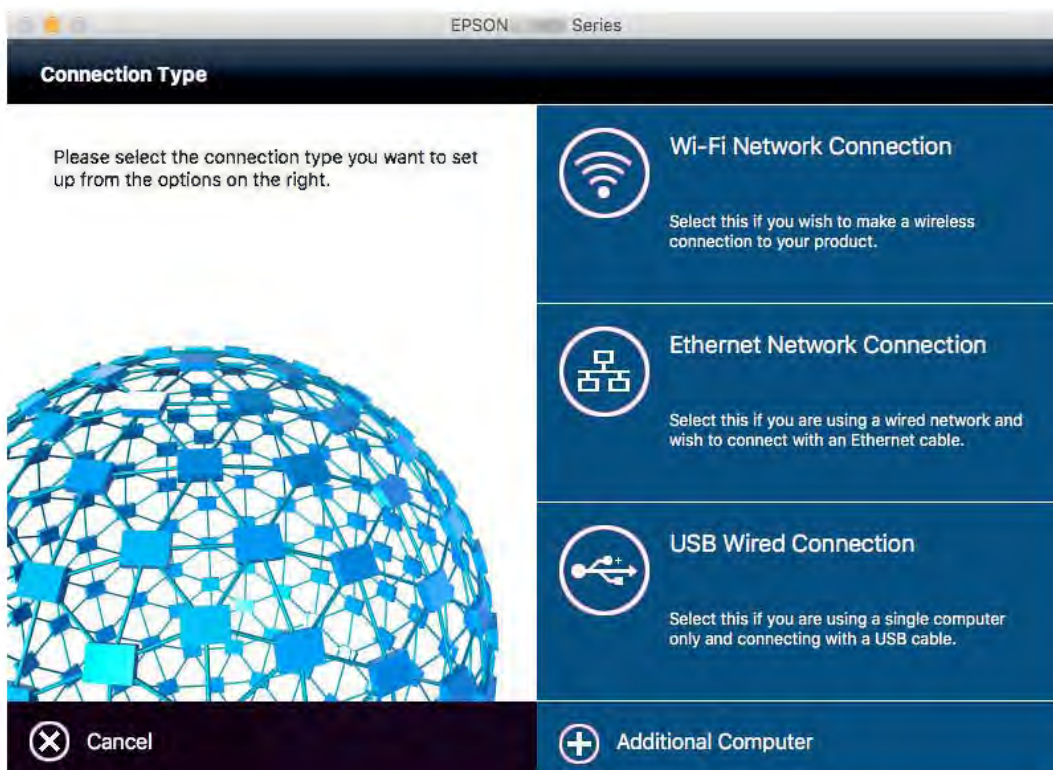 EPSON Series
Connection Type
Please select the connection type you want to set
up from the options on the right.
Wi-Fi Network Connection
Select this if you wish to make a wireless
connection to your product.
Ethernet Network Connection
Select this if you are using a wired network and
wish to connect with an Ethernet cable.
USB Wired Connection
Select this if you are using a single computer
only and connecting with a USB cable.
Cancel
Additional Computer